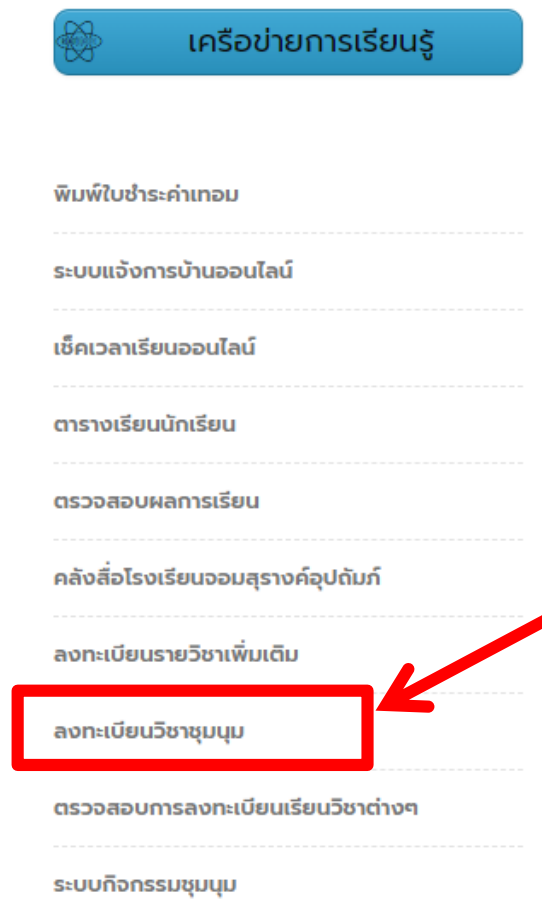 เครือข่ายการเรียนรู้
พิมพ์ใบชำระค่าเทอม
ระบบแจ้งการบ้านออนไลน์
เช็คเวลาเรียนออนไลน์
ตารางเรียนนักเรียน
ตรวจสอบผลการเรียน
คลังสื่อโรงเรียนจอมสุรางค์อุปถัมภ์
ลงทะเบียนรายวิชาเพิ่มเติม
ลงทะเบียนวิชาชุมนุม
ตรวจสอบการลงทะเบียนเรียนวิชาต่างๆ
ระบบกิจกรรมชุมนุม